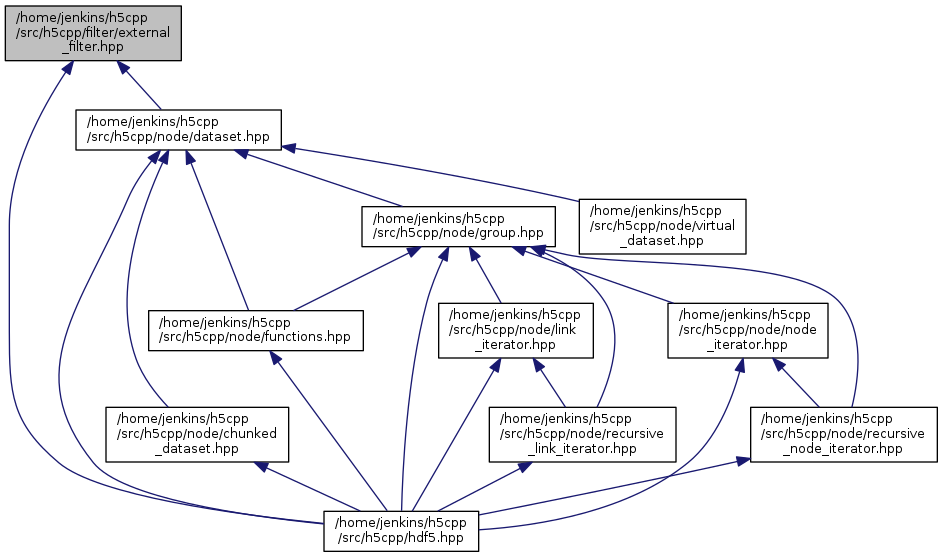 /home/jenkins/h5cpp
/src/h5cpp/filter/external
_filter.hpp
/home/jenkins/h5cpp
/src/h5cpp/node/dataset.hpp
/home/jenkins/h5cpp
/src/h5cpp/node/group.hpp
/home/jenkins/h5cpp
/src/h5cpp/node/virtual
_dataset.hpp
/home/jenkins/h5cpp
/src/h5cpp/node/functions.hpp
/home/jenkins/h5cpp
/src/h5cpp/node/link
_iterator.hpp
/home/jenkins/h5cpp
/src/h5cpp/node/node
_iterator.hpp
/home/jenkins/h5cpp
/src/h5cpp/node/chunked
_dataset.hpp
/home/jenkins/h5cpp
/src/h5cpp/node/recursive
_link_iterator.hpp
/home/jenkins/h5cpp
/src/h5cpp/node/recursive
_node_iterator.hpp
/home/jenkins/h5cpp
/src/h5cpp/hdf5.hpp